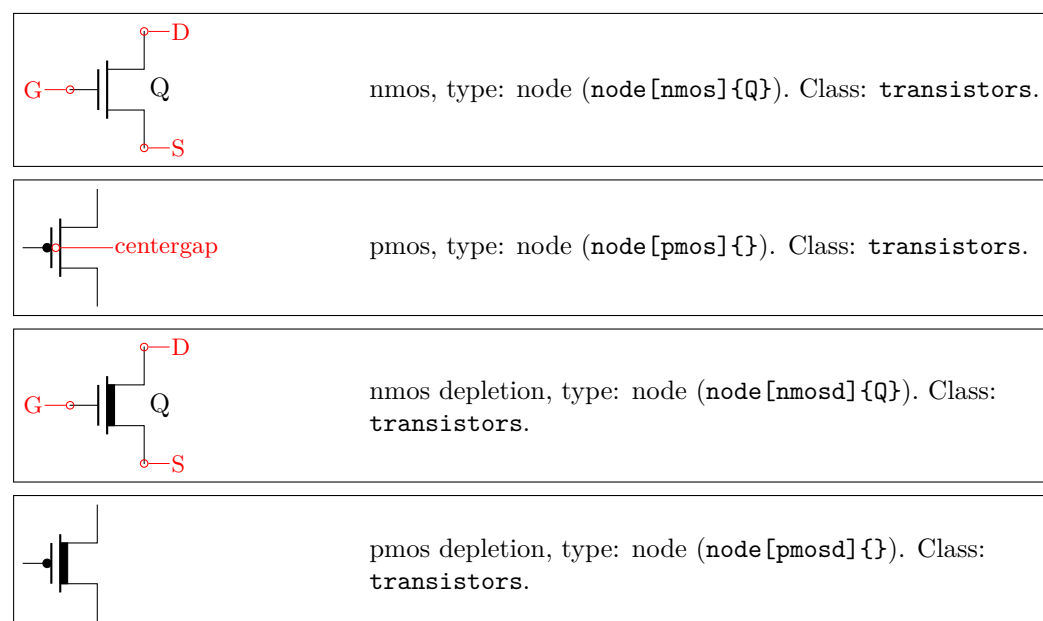 D
G
Q
S
nmos, type: node (node[nmos]{Q}). Class: transistors.
centergap
pmos, type: node (node[pmos]{}). Class: transistors.
D
G
Q
S
nmos depletion, type: node (node[nmosd]{Q}). Class:
transistors.
pmos depletion, type: node (node[pmosd]{}). Class:
transistors.